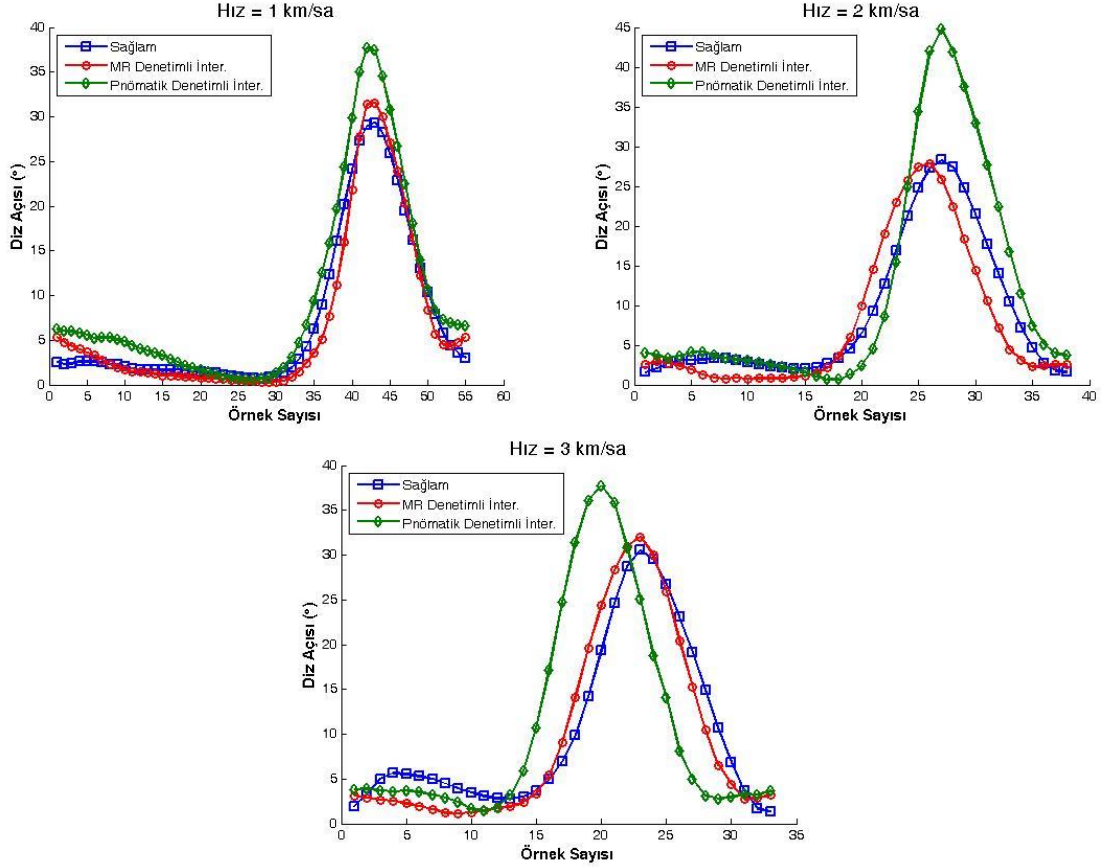 Hız = 1 km/sa
Sağlam
MR Denetimli İnter.
Pnömatik Denetimli İnter.
Diz Açısı (°)
40
35
30
25
20
15
10
5
0
0 5 10 15 20 25 30 35 40 45 50 55 60
Örnek Sayısı
Hız = 2 km/sa
Sağlam
MR Denetimli İnter.
Pnömatik Denetimli İnter.
Diz Açısı (°)
45
40
35
30
25
20
15
10
5
0
0 5 10 15 20 25 30 35 40
Örnek Sayısı
Hız = 3 km/sa
Sağlam
MR Denetimli İnter.
Pnömatik Denetimli İnter.
Diz Açısı (°)
40
35
30
25
20
15
10
5
0
0 5 10 15 20 25 30 35
Örnek Sayısı